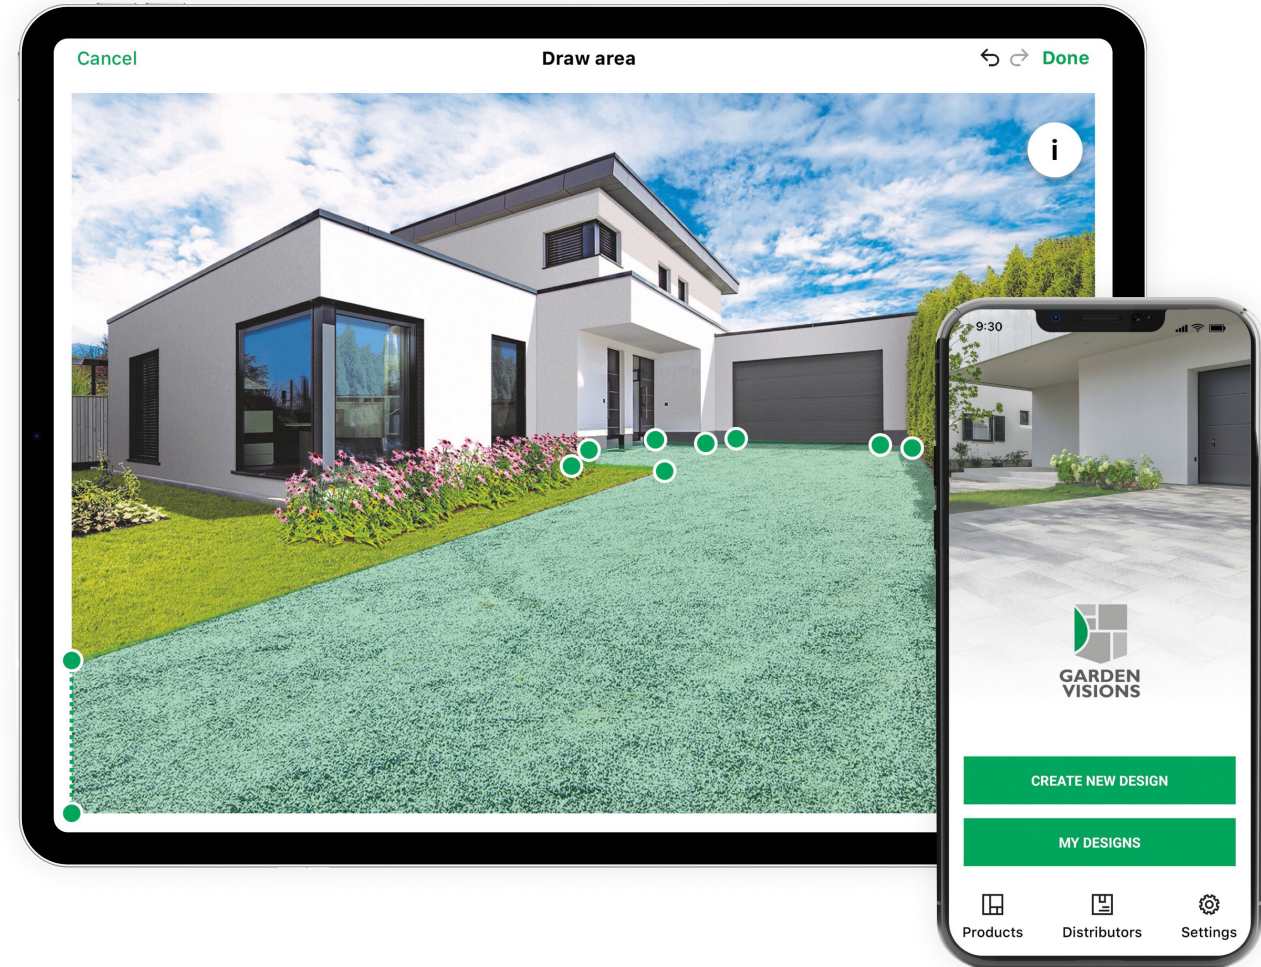 Cancel
Draw area
Done
i
9:30
GARDEN
VISIONS
CREATE NEW DESIGN
MY DESIGNS
Products
Distributors
Settings